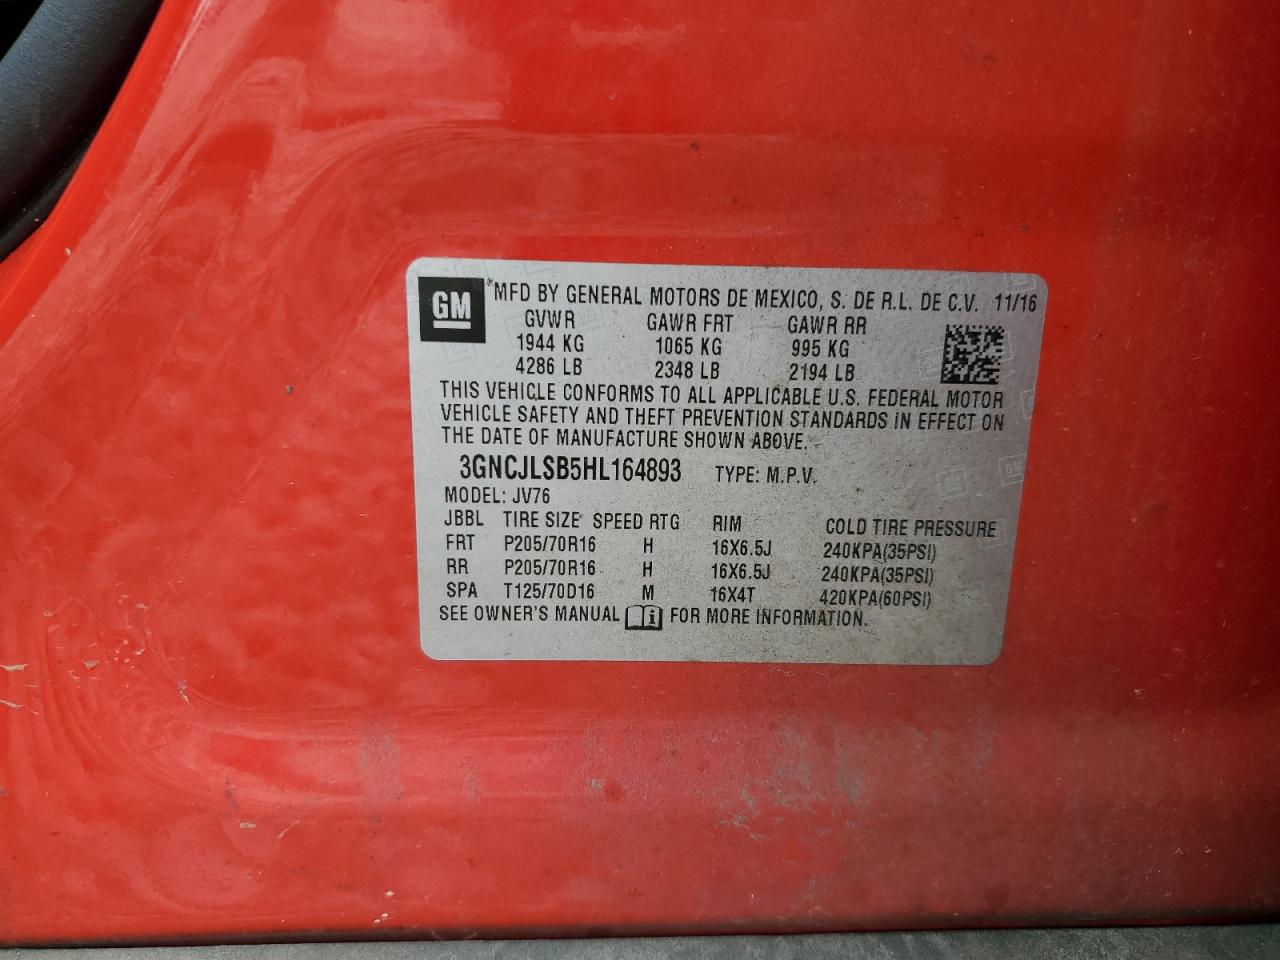 GM ® MFD BY GENERAL MOTORS DE MEXICO, S. DE R.L. DE C.V. 11/16
GVWR GAWR FRT GAWR RR
1944 KG 1065 KG 995 KG
4286 LB 2348 LB 2194 LB
THIS VEHICLE CONFORMS TO ALL APPLICABLE U.S. FEDERAL MOTOR
VEHICLE SAFETY AND THEFT PREVENTION STANDARDS IN EFFECT ON
THE DATE OF MANUFACTURE SHOWN ABOVE.
3GNCJLSB5HL164893 TYPE: M.P.V.
MODEL: JV76
JBBL TIRE SIZE SPEED RTG RIM COLD TIRE PRESSURE
FRT P205/70R16 H 16X6.5J 240KPA(35PSI)
RR P205/70R16 H 16X6.5J 240KPA(35PSI)
SPA T125/70D16 M 16X4T 420KPA(60PSI)
SEE OWNER'S MANUAL i FOR MORE INFORMATION.